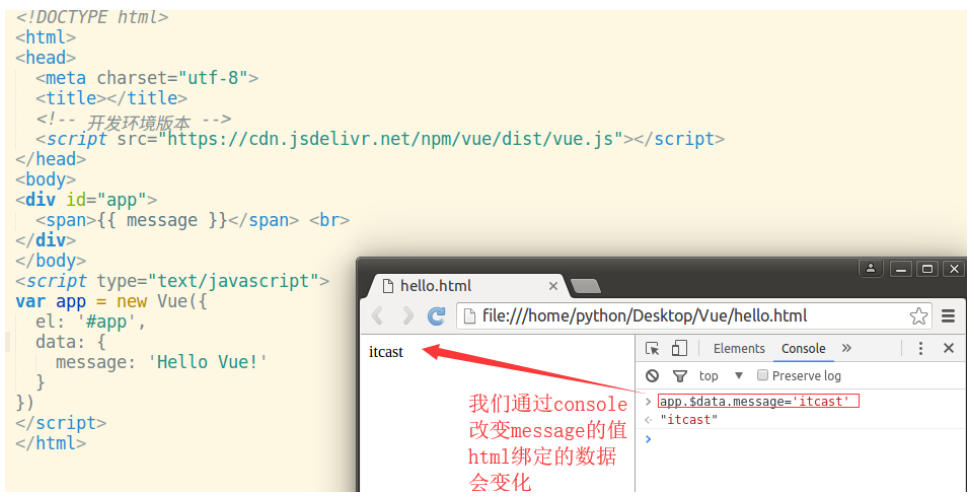 <!DOCTYPE html>
<html>
<head>
<meta charset="utf-8">
<title></title>
<!-- 开发环境版本 -->
<script src="https://cdn.jsdelivr.net/npm/vue/dist/vue.js"></script>
</head>
<body>
<div id="app">
<span>{{ message }}</span> <br>
</div>
</body>
<script type="text/javascript">
var app = new Vue({
el: '#app',
data: {
message: 'Hello Vue!'
}
})
</script>
</html>
hello.html
file:///home/python/Desktop/Vue/hello.html
itcast
Elements Console »
top ▼ Preserve log
> app.$data.message='itcast'
< "itcast"
>
我们通过console
改变message的值
html绑定的数据
会变化